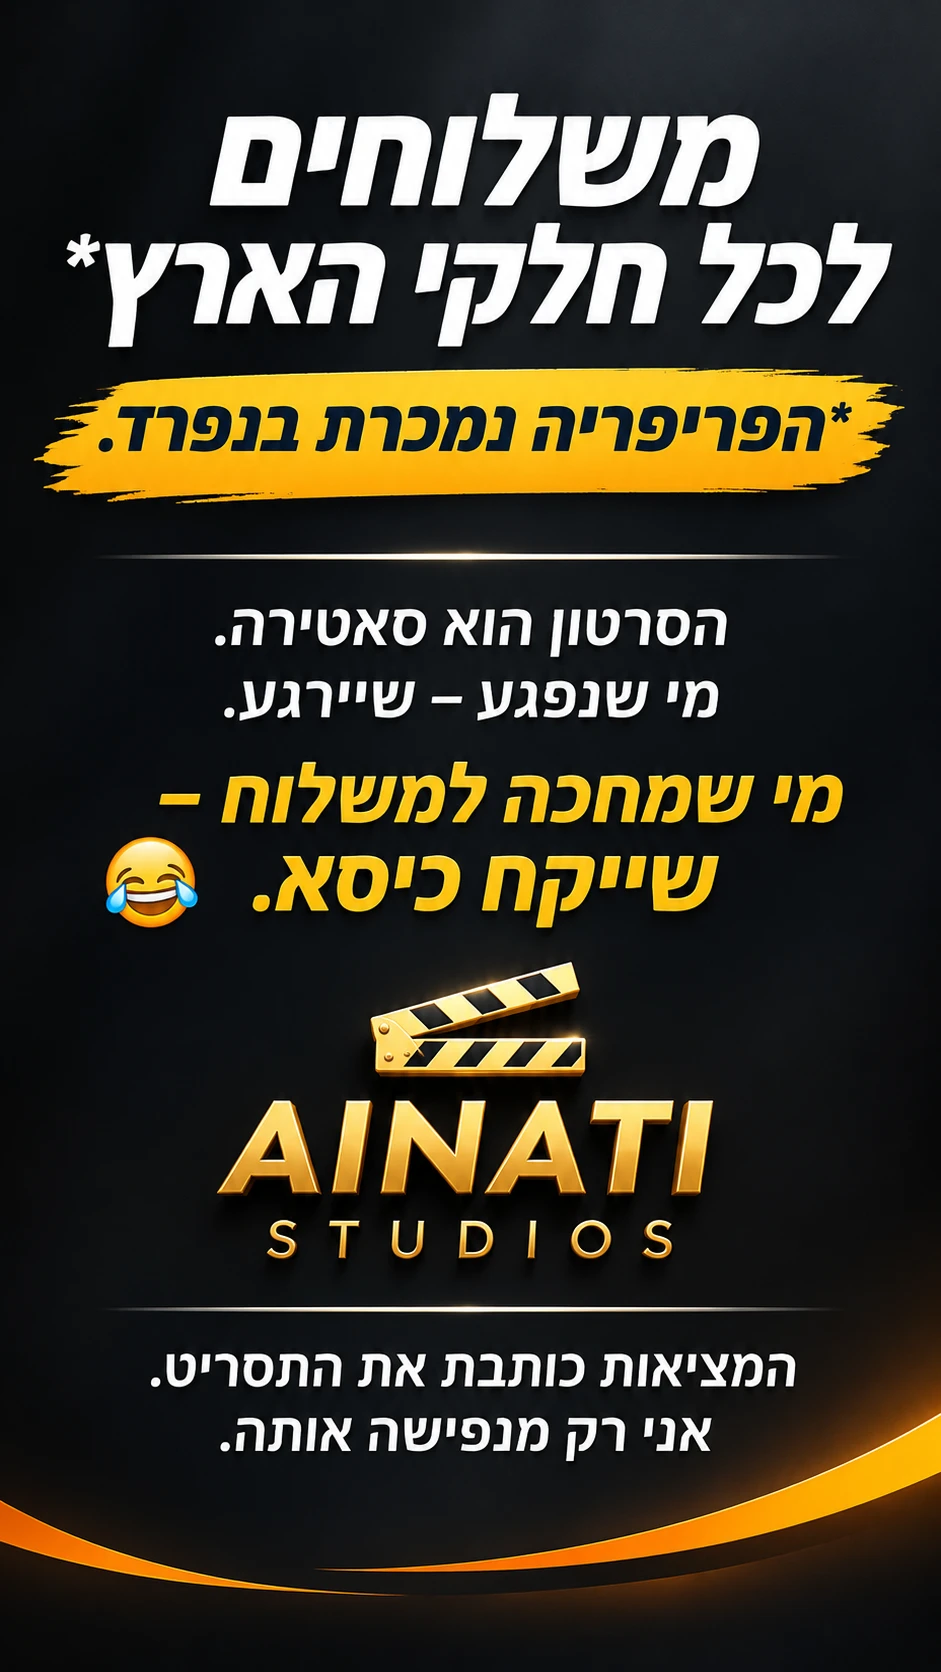 משלוחים
לכל חלקי הארץ*
*הפריפריה נמכרת בנפרד.
הסרטון הוא סאטירה.
מי שנפגע – שיירגע.
מי שמחכה למשלוח –
שייקח כיסא. 😂
AINATI
STUDIOS
המציאות כותבת את התסריט.
אני רק מנפישה אותה.